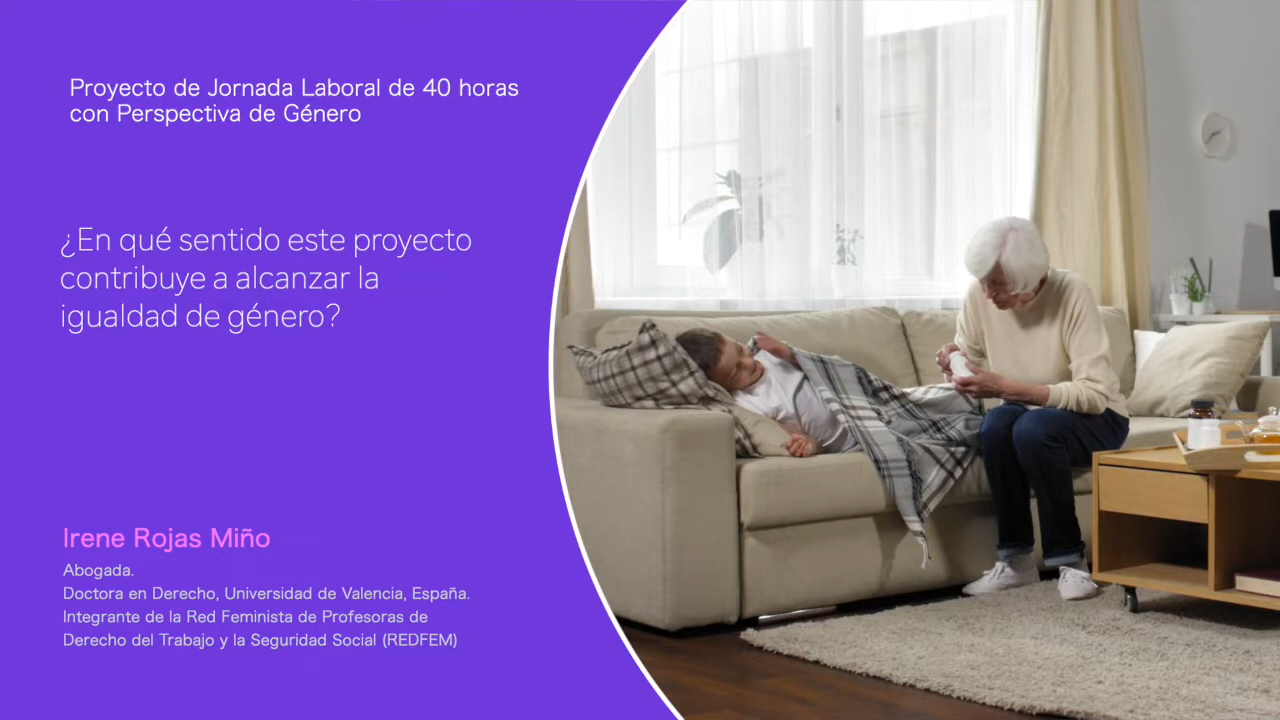 Proyecto de Jornada Laboral de 40 horas
con Perspectiva de Género
¿En qué sentido este proyecto
contribuye a alcanzar la
igualdad de género?
Irene Rojas Miño
Abogada.
Doctora en Derecho, Universidad de Valencia, España.
Integrante de la Red Feminista de Profesoras de
Derecho del Trabajo y la Seguridad Social (REDFEM)